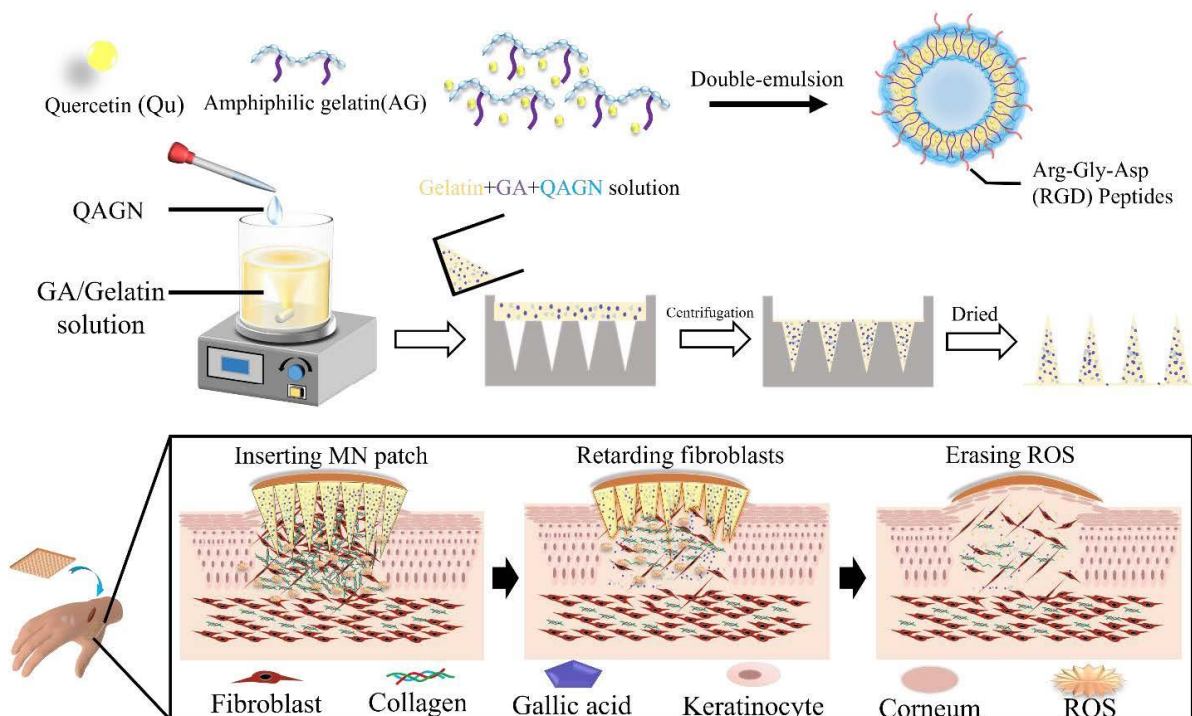 Quercetin (Qu)
Amphiphilic gelatin(AG)
Double-emulsion
Arg-Gly-Asp
(RGD) Peptides
Gelatin+GA+QAGN solution
QAGN
GA/Gelatin
solution
Centrifugation
Dried
Inserting MN patch
Retarding fibroblasts
Erasing ROS
Fibroblast
Collagen
Gallic acid
Keratinocyte
Corneum
ROS